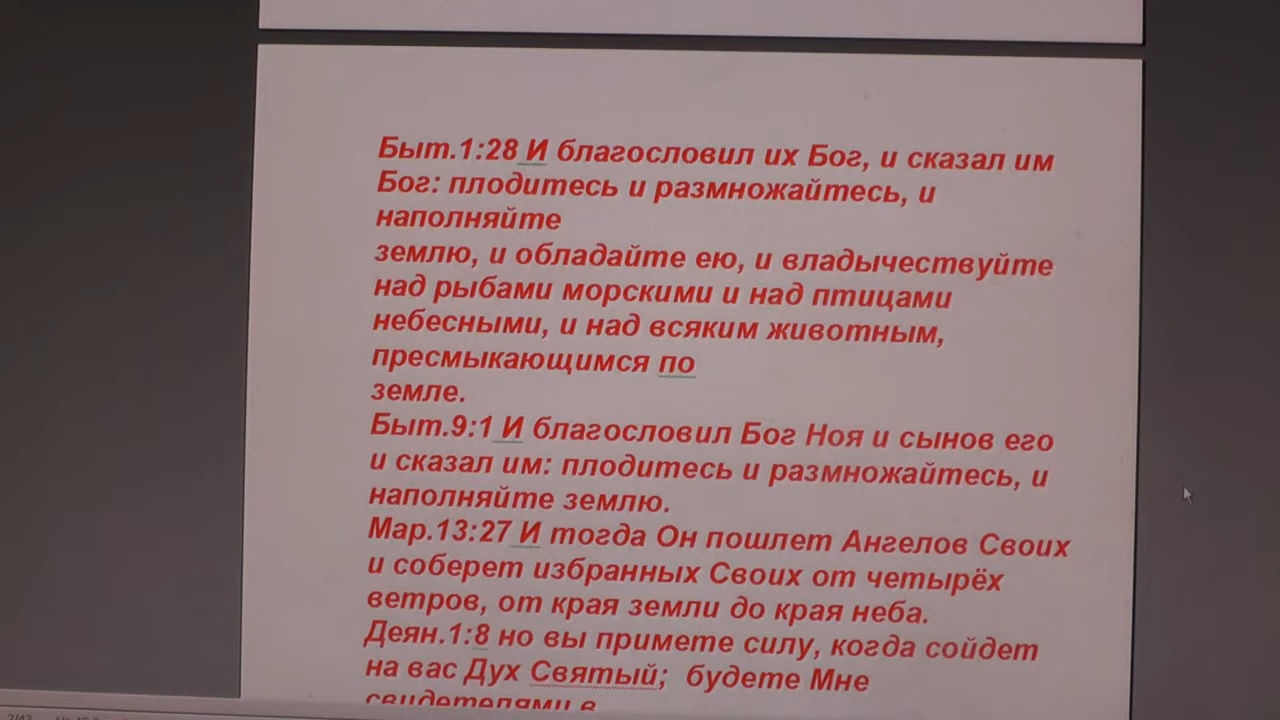 Быт.1:28 И благословил их Бог, и сказал им
Бог: плодитесь и размножайтесь, и
наполняйте
землю, и обладайте ею, и владычествуйте
над рыбами морскими и над птицами
небесными, и над всяким животным,
пресмыкающимся по
земле.
Быт.9:1 И благословил Бог Ноя и сынов его
и сказал им: плодитесь и размножайтесь, и
наполняйте землю.
Мар.13:27 И тогда Он пошлет Ангелов Своих
и соберет избранных Своих от четырёх
ветров, от края земли до края неба.
Деян.1:8 но вы примете силу, когда сойдет
на вас Дух Святый;  будете Мне
свидетелями в